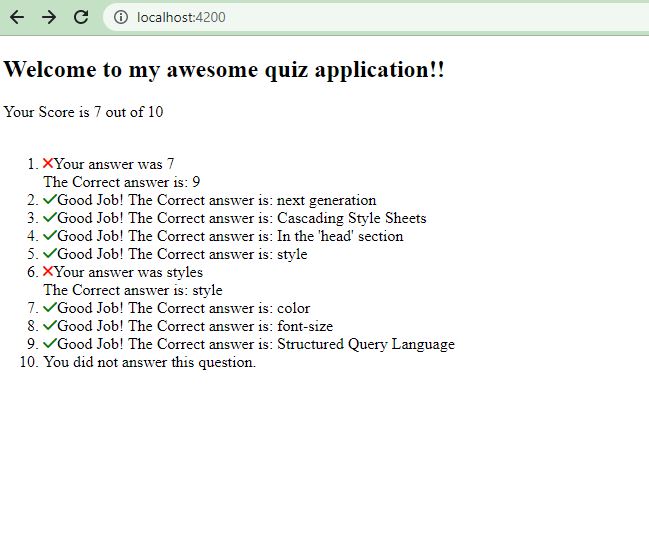 localhost:4200
Welcome to my awesome quiz application!!
Your Score is 7 out of 10
1. ❌Your answer was 7
The Correct answer is: 9
2. ✔Good Job! The Correct answer is: next generation
3. ✔Good Job! The Correct answer is: Cascading Style Sheets
4. ✔Good Job! The Correct answer is: In the 'head' section
5. ✔Good Job! The Correct answer is: style
6. ❌Your answer was styles
The Correct answer is: style
7. ✔Good Job! The Correct answer is: color
8. ✔Good Job! The Correct answer is: font-size
9. ✔Good Job! The Correct answer is: Structured Query Language
10. You did not answer this question.